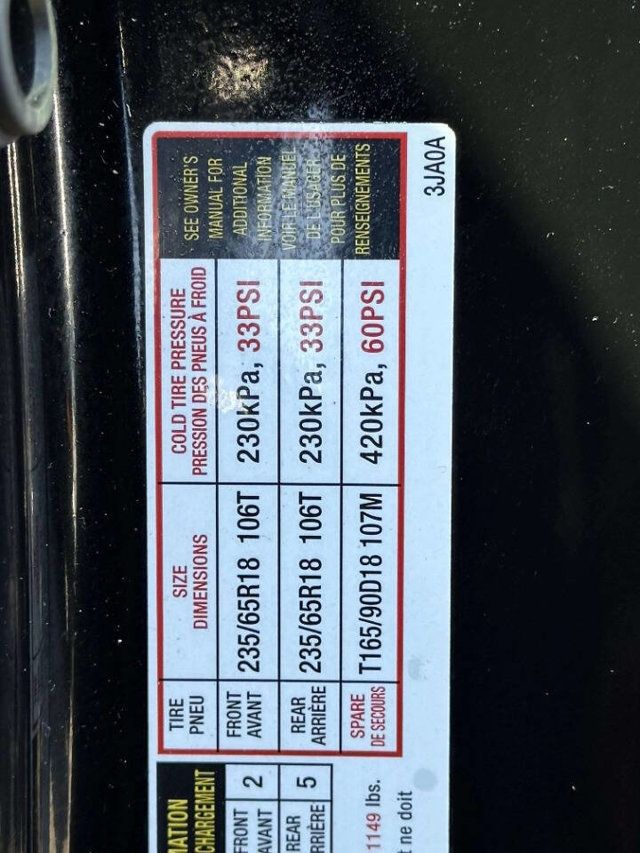 MATION
CHARGEMENT
FRONT
AVANT
2
REAR
RRIÈRE
5
1149 lbs.
t ne doit
TIRE
PNEU
SIZE
DIMENSIONS
COLD TIRE PRESSURE
PRESSION DES PNEUS À FROID
FRONT
AVANT
235/65R18 106T
230kPa, 33PSI
REAR
ARRIÈRE
235/65R18 106T
230kPa, 33PSI
SPARE
DE SECOURS
T165/90D18 107M
420kPa, 60PSI
SEE OWNER'S
MANUAL FOR
ADDITIONAL
INFORMATION
VOIR LE MANUEL
DE L'USAGER
POUR PLUS DE
RENSEIGNEMENTS
3JA0A